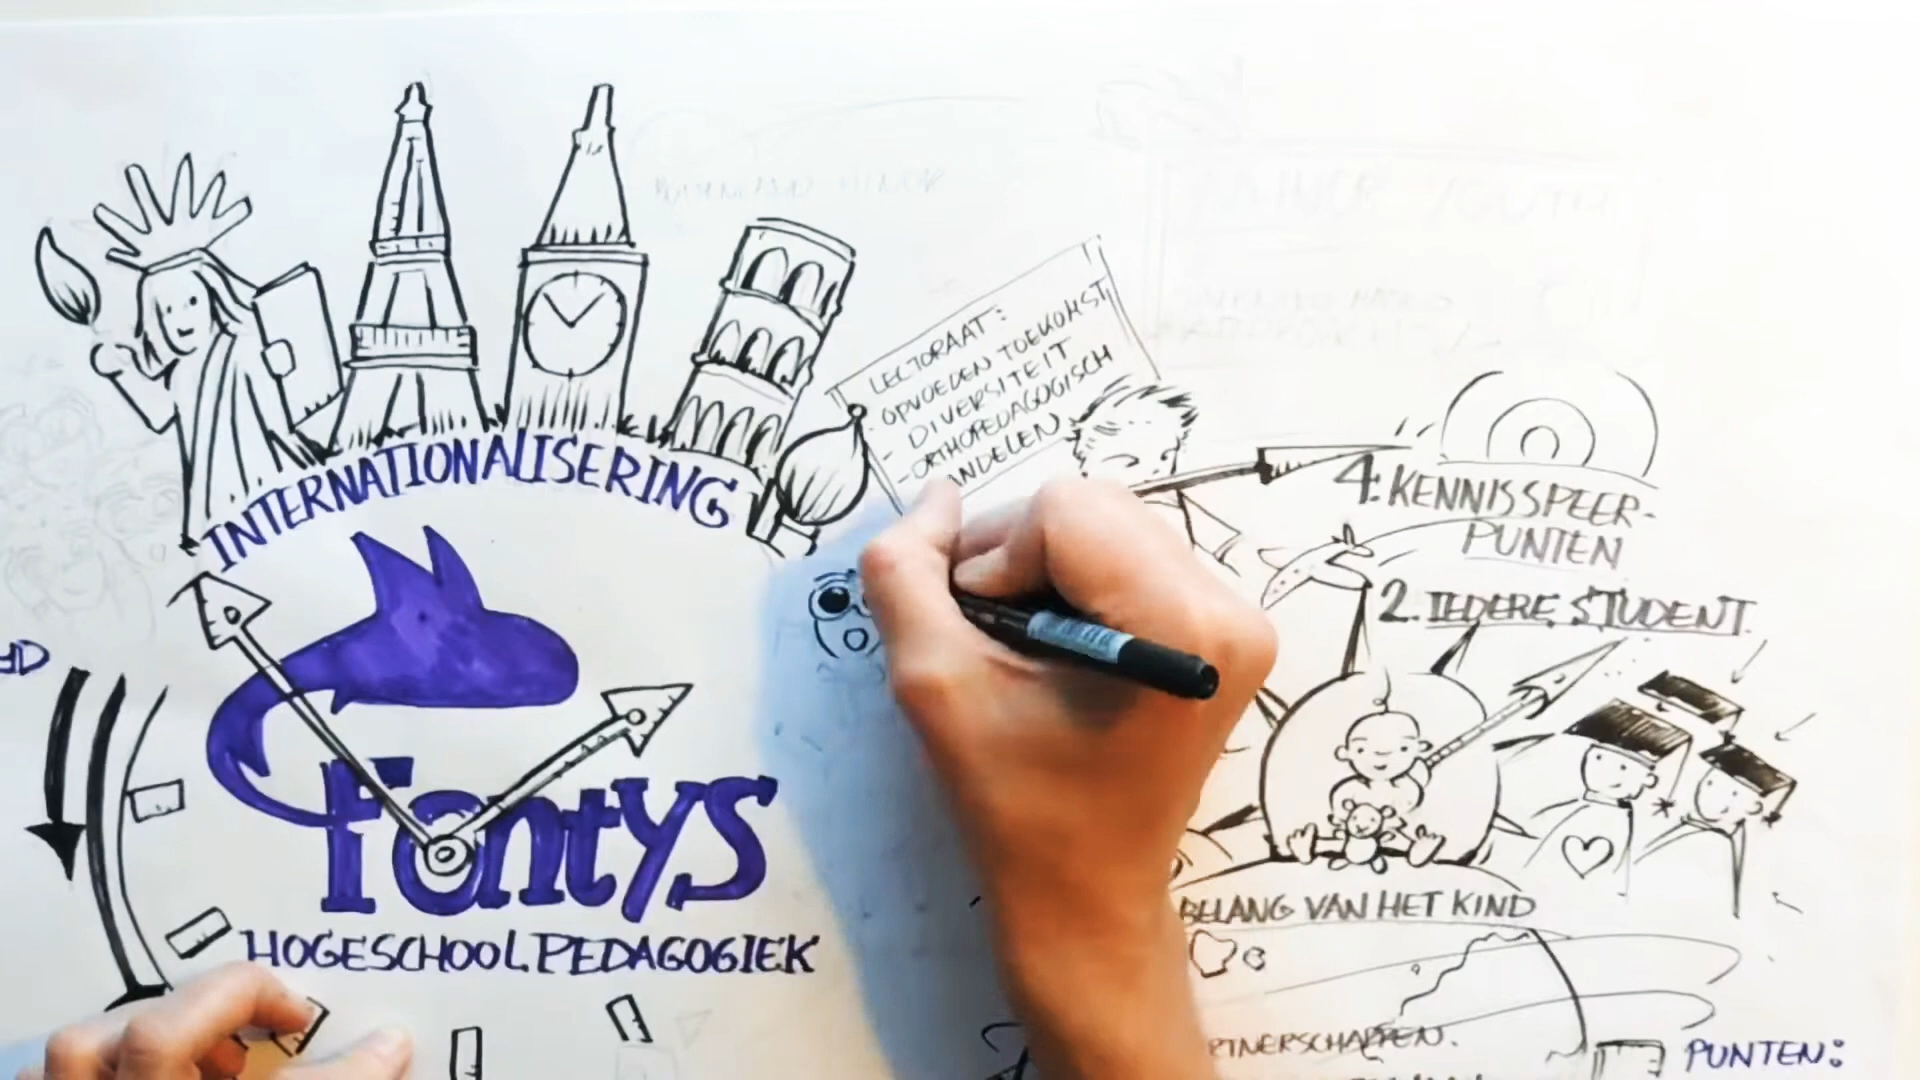 INTERNATIONALISERING
Fontys
HOGESCHOOL PEDAGOGIEK
LECTORAAT:
- OPVOEDEN TOEKOMST
- DIVERSITEIT
- ORTHOPEDAGOGISCH
4. KENNISSPEER-
PUNTEN
2. IEDERE STUDENT
BELANG VAN HET KIND
PUNTEN: